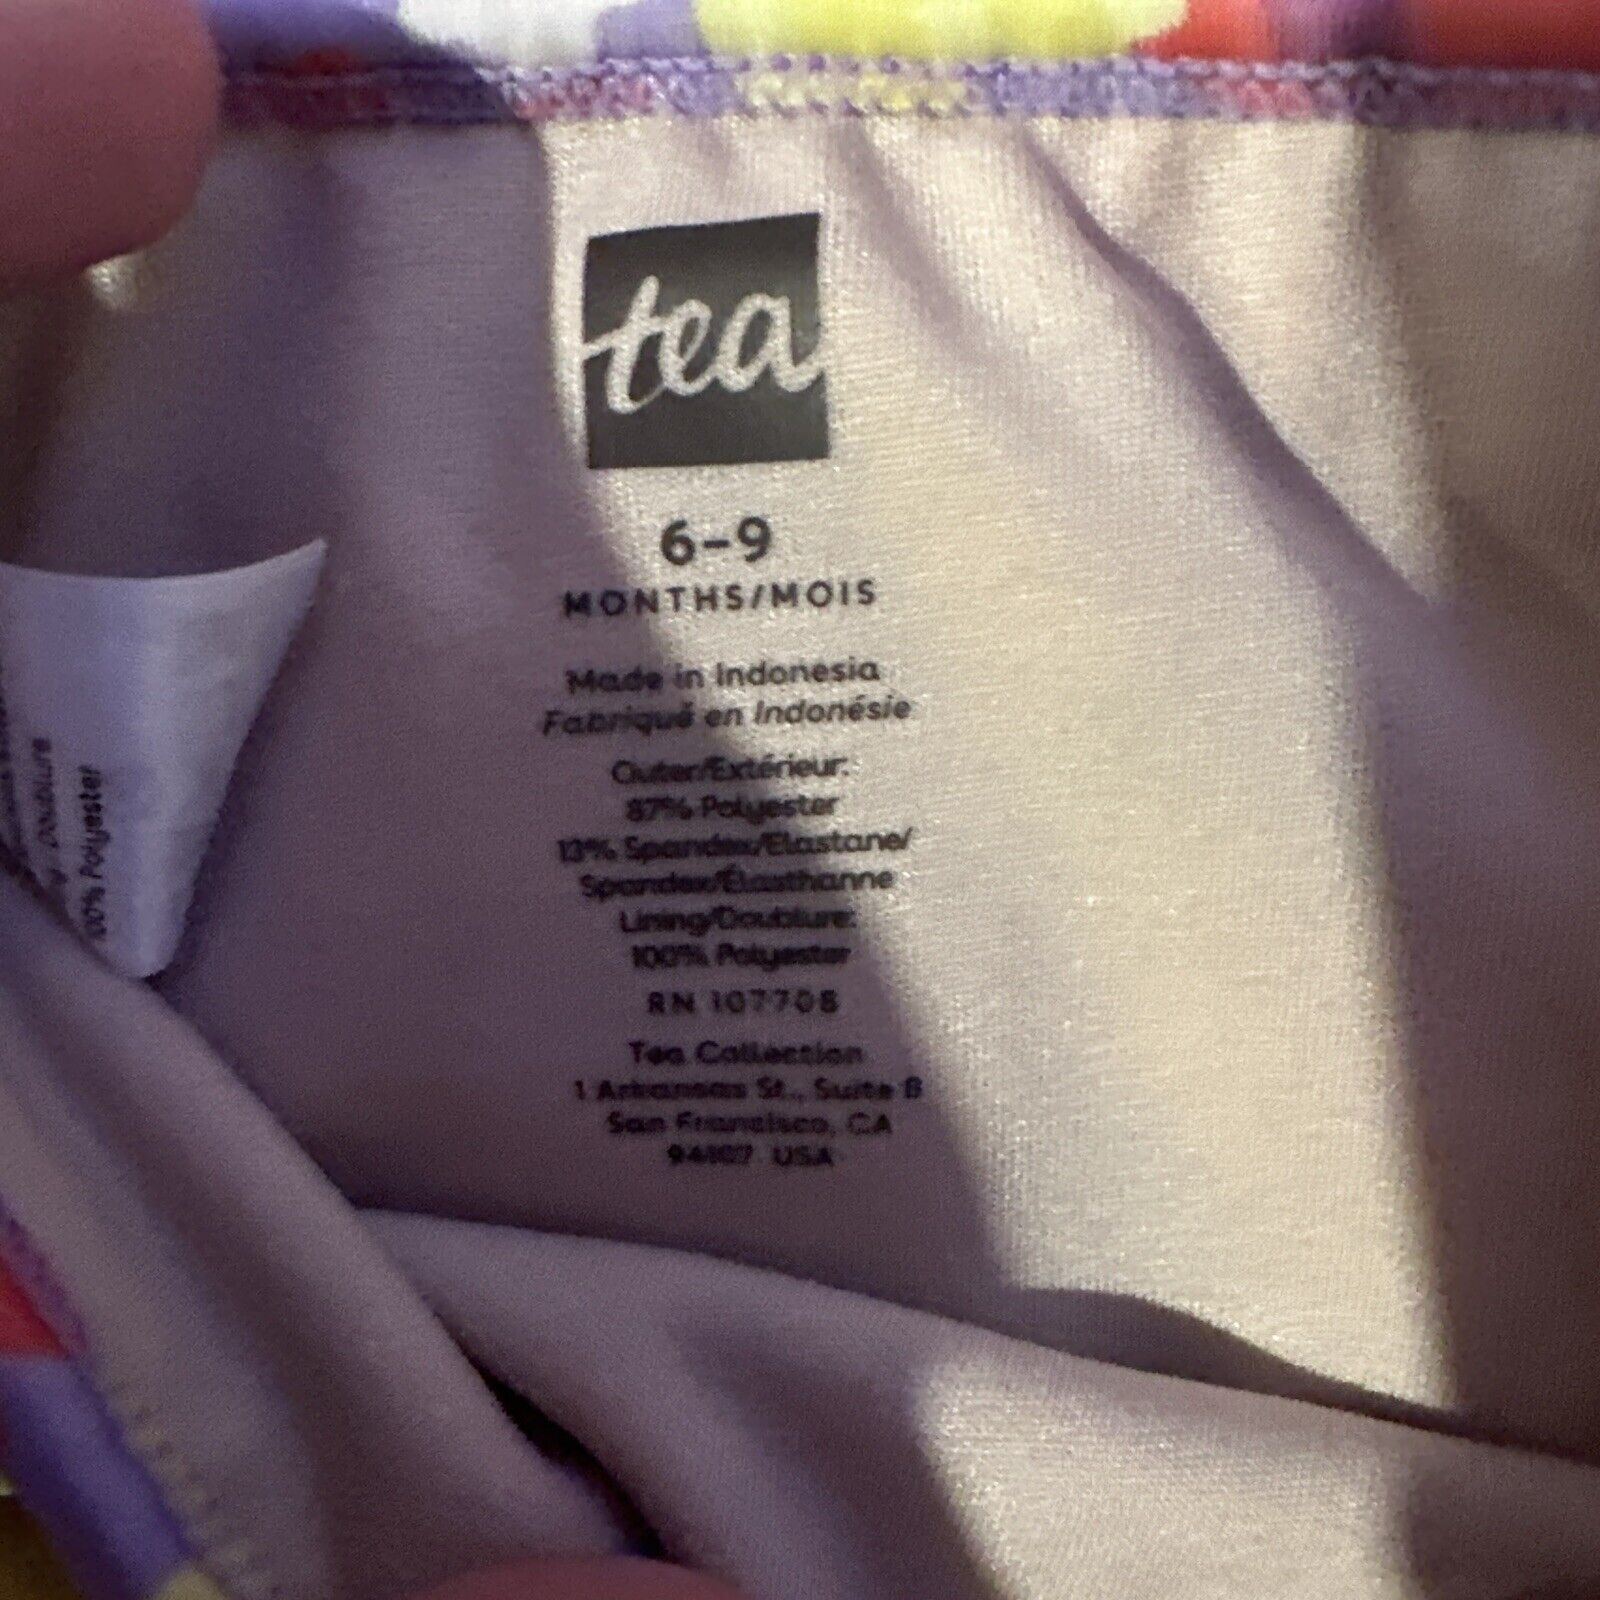 tea
6-9
MONTHS/MOIS
Made in Indonesia
Fabriqué en Indonésie
Outer/Extérieur:
87% Polyester
13% Spandex/Elastane/
Spandex/Élasthanne
Lining/Doublure:
100% Polyester
RN 107708
Tea Collection
1 Arkansas St., Suite B
San Francisco, CA
94107 USA
Doublure
100% Polyester